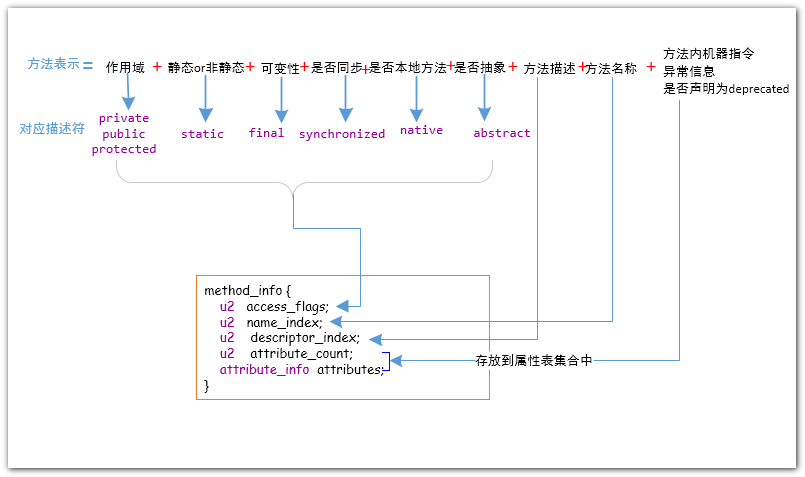 方法表示 = 作用域 + 静态or非静态 + 可变性 + 是否同步 + 是否本地方法 + 是否抽象 + 方法描述 + 方法名称 +
方法内机器指令
异常信息
是否声明为deprecated
对应描述符
private
public
protected
static
final
synchronized
native
abstract
method_info {
u2 access_flags;
u2 name_index;
u2 descriptor_index;
u2 attribute_count;
attribute_info attributes;
}
存放到属性表集合中